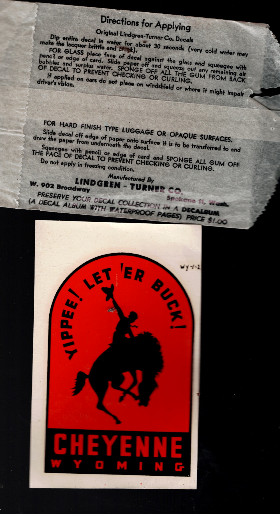 Directions for Applying
Original Lindgren-Turner Co. Decals
Dip entire decal in water for about 30 seconds (very cold water may
make the lacquer brittle and
FOR GLASS place face of decal against the glass and squeegee with
pencil or edge of card. Slide paper off and squeeze out any remaining air
bubbles and surplus water. SPONGE OFF ALL THE GUM FROM BACK
OF DECAL TO PREVENT CHECKING OR CURLING.
If applied on cars do not place on windshield or where it might impair
driver's vision.
FOR HARD FINISH TYPE LUGGAGE OR OPAQUE SURFACES.
Slide decal off edge of paper onto surface it is to be transferred to and
draw the paper from underneath the decal.
Squeegee with pencil or edge of card and SPONGE ALL GUM OFF
THE FACE OF DECAL TO PREVENT CHECKING OR CURLING.
Do not apply in freezing condition.
Manufactured By
LINDGREN - TURNER CO.
W. 902 Broadway Spokane 11, Wash.
PRESERVE YOUR DECAL COLLECTION IN A DECALBUM
(A DECAL ALBUM WITH WATERPROOF PAGES) PRICE $1.00
YIPPEE! LET 'ER BUCK!
CHEYENNE
WYOMING